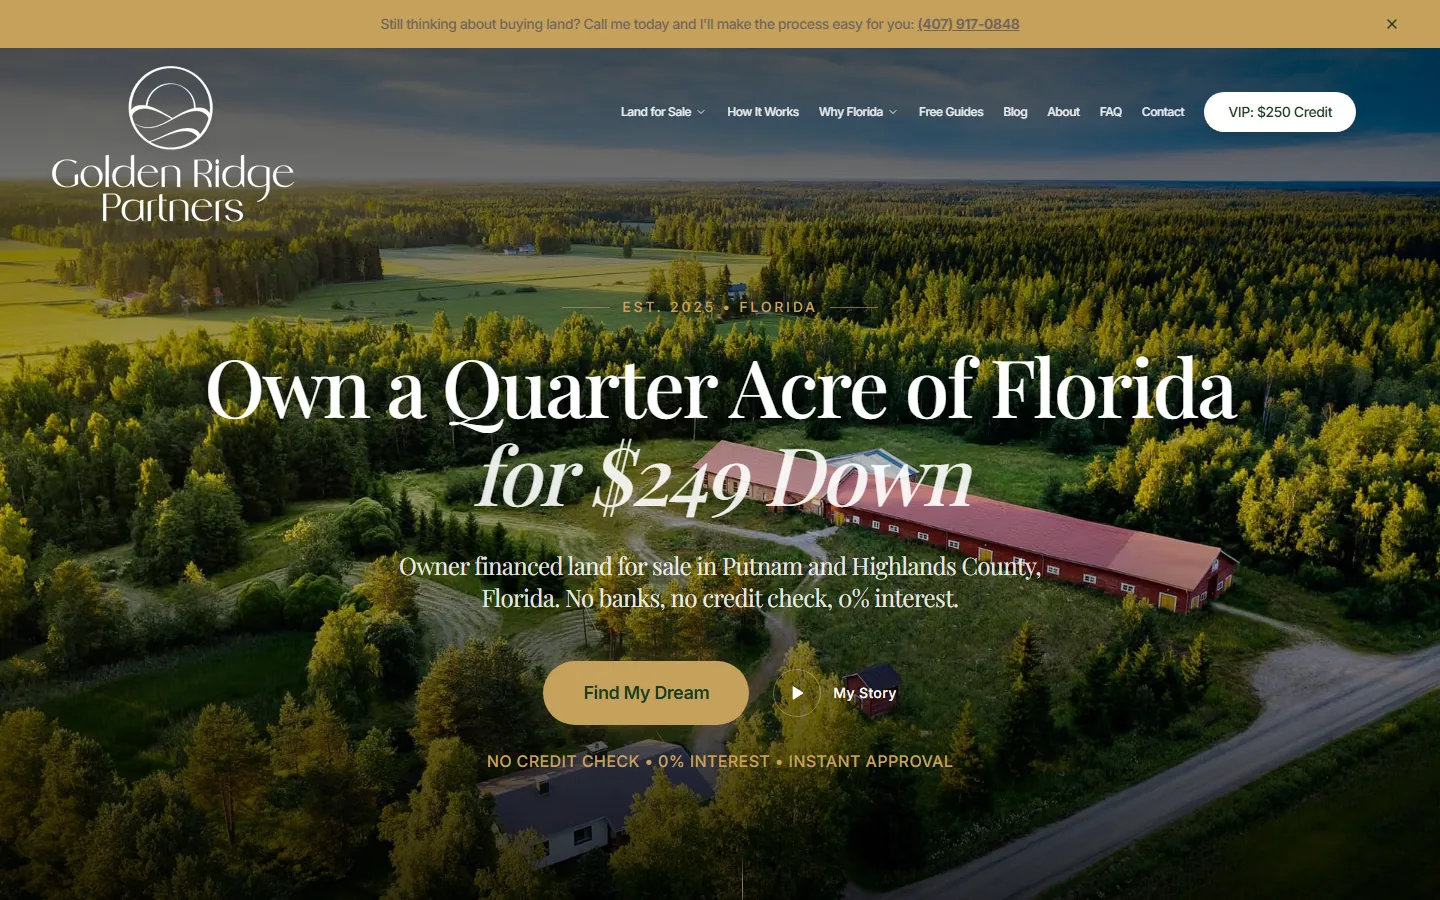 Still thinking about buying land? Call me today and I'll make the process easy for you: (407) 917-0848
Golden Ridge
Partners
Land for Sale
How It Works
Why Florida
Free Guides
Blog
About
FAQ
Contact
VIP: $250 Credit
EST. 2025 • FLORIDA
Own a Quarter Acre of Florida
for $249 Down
Owner financed land for sale in Putnam and Highlands County,
Florida. No banks, no credit check, 0% interest.
Find My Dream
My Story
NO CREDIT CHECK • 0% INTEREST • INSTANT APPROVAL